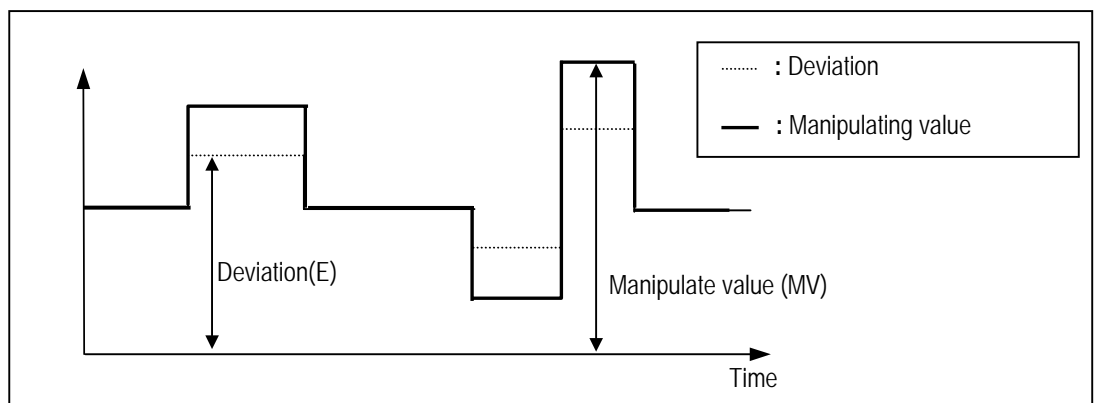 : Deviation
: Manipulating value
Deviation(E)
Manipulate value (MV)
Time